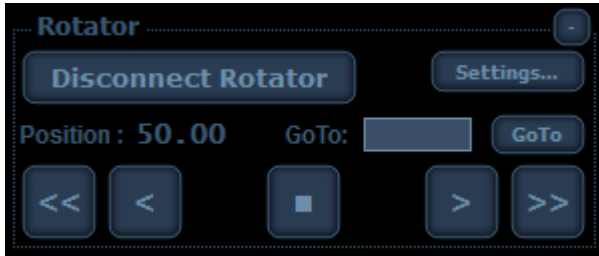 Rotator -
Disconnect Rotator Settings...
Position : 50.00 GoTo: GoTo
<< < ■ > >>